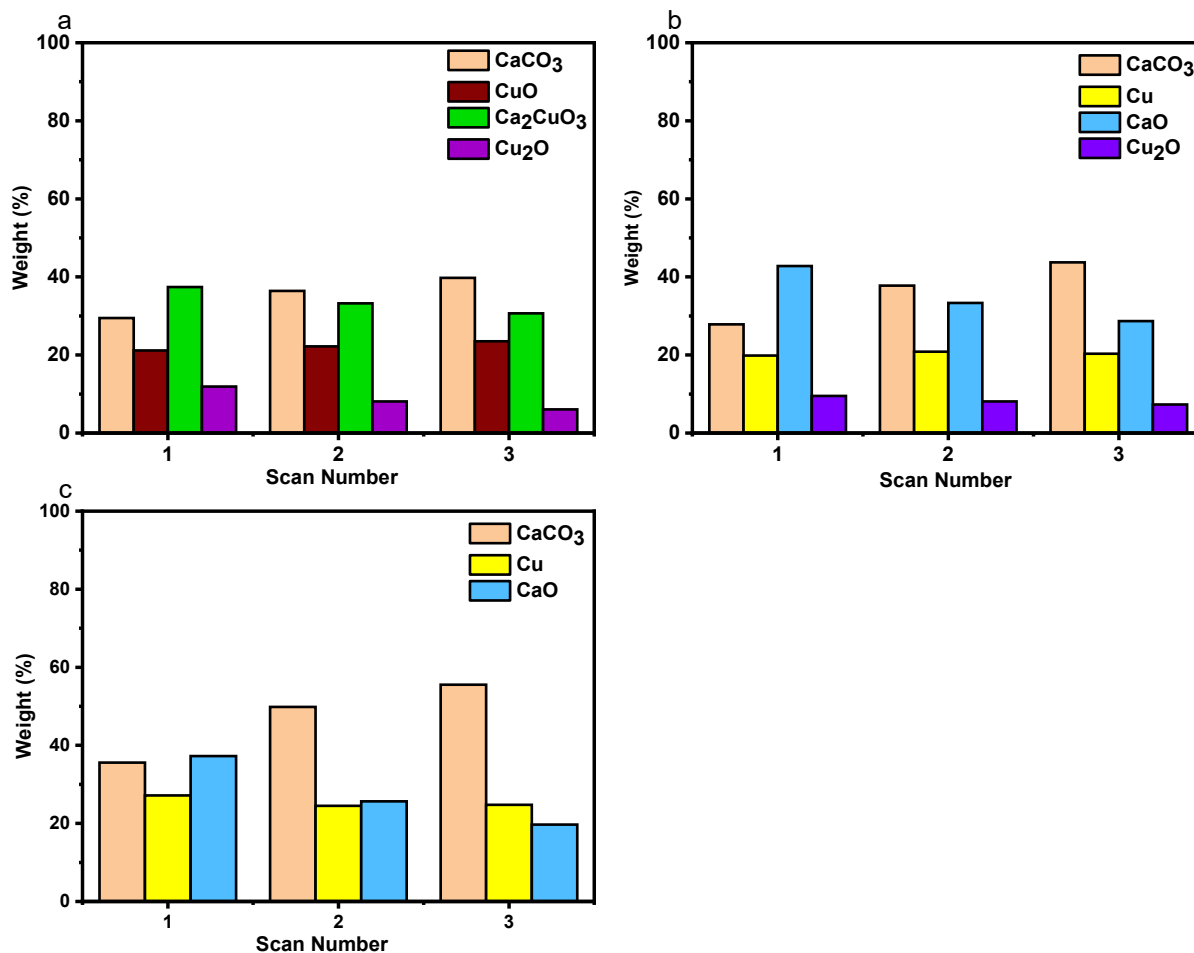 a
CaCO3
CuO
Ca2CuO3
Cu2O
Weight (%)
100
80
60
40
20
0
1 2 3
Scan Number
b
CaCO3
Cu
CaO
Cu2O
Weight (%)
100
80
60
40
20
0
1 2 3
Scan Number
c
CaCO3
Cu
CaO
Weight (%)
100
80
60
40
20
0
1 2 3
Scan Number